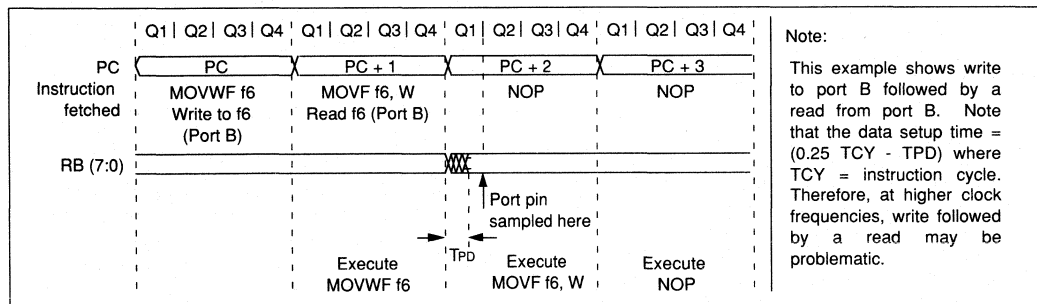 Q1 | Q2 | Q3 | Q4 Q1 | Q2 | Q3 | Q4 Q1 | Q2 | Q3 | Q4 Q1 | Q2 | Q3 | Q4
PC PC PC + 1 PC + 2 PC + 3
Instruction fetched
MOVWF f6
Write to f6
(Port B)
MOVF f6, W
Read f6 (Port B)
NOP
NOP
RB (7:0)
Port pin
sampled here
TPD
Execute
MOVWF f6
Execute
MOVF f6, W
Execute
NOP
Note:
This example shows write
to port B followed by a
read from port B. Note
that the data setup time =
(0.25 TCY - TPD) where
TCY = instruction cycle.
Therefore, at higher clock
frequencies, write followed
by a read may be
problematic.